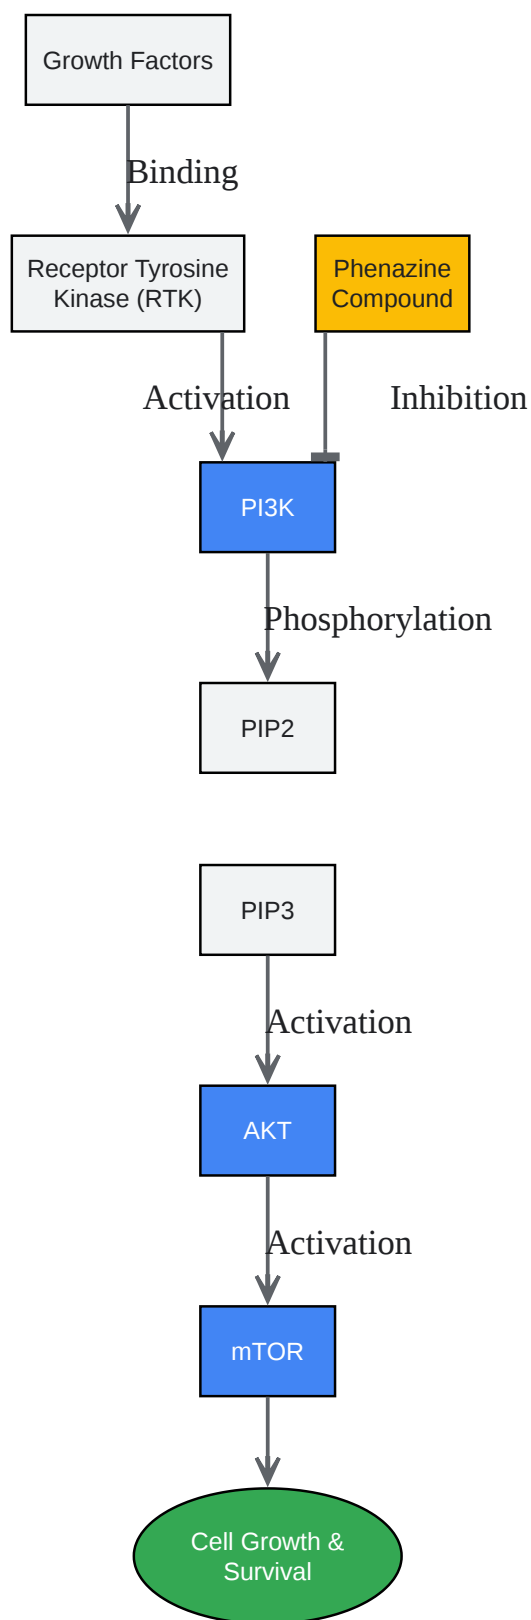 Growth Factors
Binding
Receptor Tyrosine
Kinase (RTK)
Phenazine
Compound
Activation
Inhibition
PI3K
Phosphorylation
PIP2
PIP3
Activation
AKT
Activation
mTOR
Cell Growth &
Survival